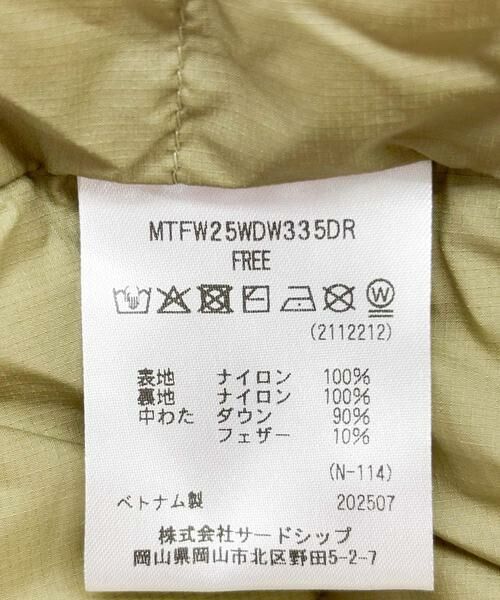 MTFW25WDW335DR
FREE
W
(2112212)
表地 ナイロン 100%
裏地 ナイロン 100%
中わた ダウン 90%
フェザー 10%
(N-114)
ベトナム製 202507
株式会社サードシップ
岡山県岡山市北区野田5-2-7